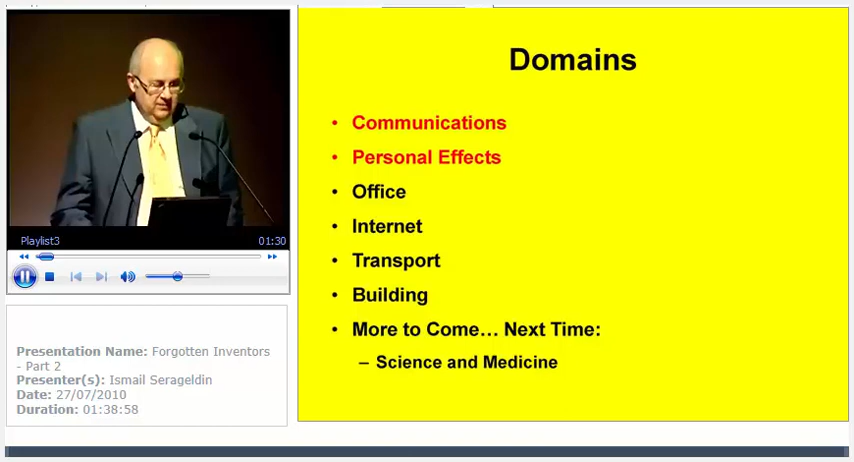 Playlist3
01:30
Presentation Name: Forgotten Inventors
- Part 2
Presenter(s): Ismail Serageldin
Date: 27/07/2010
Duration: 01:38:58
Domains
• Communications
• Personal Effects
• Office
• Internet
• Transport
• Building
• More to Come… Next Time:
– Science and Medicine